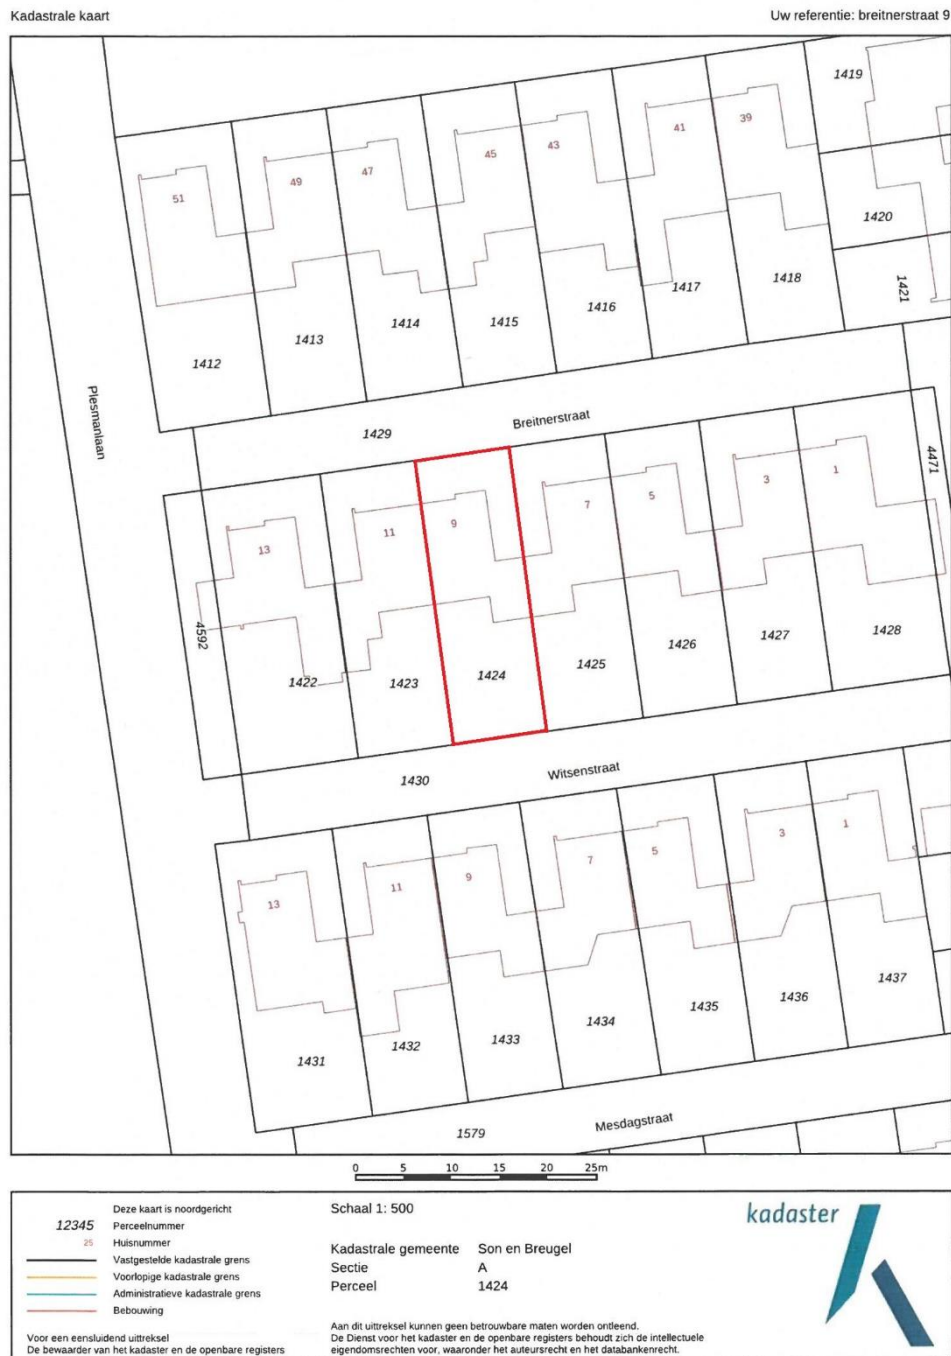 Kadastrale kaart
Uw referentie: breitnerstraat 9
1419
51
49
47
45
43
41
39
1420
1421
1412
1413
1414
1415
1416
1417
1418
Plesmanlaan
1429
Breitnerstraat
4471
13
11
9
7
5
3
1
4592
1422
1423
1424
1425
1426
1427
1428
1430
Witsenstraat
13
11
9
7
5
3
1
1431
1432
1433
1434
1435
1436
1437
1579
Mesdagstraat
0 5 10 15 20 25m
Deze kaart is noordgericht
12345 Perceelnummer
25 Huisnummer
Vastgestelde kadastrale grens
Voorlopige kadastrale grens
Administratieve kadastrale grens
Bebouwing
Voor een eensluidend uittreksel
De bewaarder van het kadaster en de openbare registers
Schaal 1: 500
Kadastrale gemeente Son en Breugel
Sectie A
Perceel 1424
Aan dit uittreksel kunnen geen betrouwbare maten worden ontleend.
De Dienst voor het kadaster en de openbare registers behoudt zich de intellectuele
eigendomsrechten voor, waaronder het auteursrecht en het databankenrecht.
kadaster